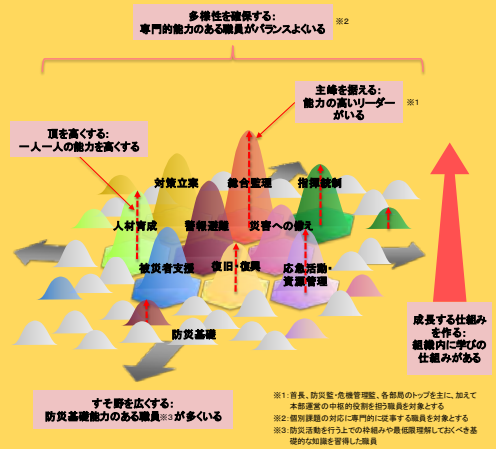 多様性を確保する：
専門的能力のある職員がバランスよくいる
※2
主峰を据える：
能力の高いリーダー
がいる
※1
頂を高くする：
一人一人の能力を高くする
対策立案
総合監理
指揮統制
人材育成
警報避難
災害への備え
被災者支援
復旧・復興
応急活動・
資源管理
防災基礎
成長する仕組み
を作る：
組織内に学びの
仕組みがある
すそ野を広くする：
防災基礎能力のある職員※3が多くいる
※1：首長、防災監・危機管理監、各部局のトップを主に、加えて
本部運営の中枢的役割を担う職員を対象とする
※2：個別課題の対応に専門的に従事する職員を対象とする
※3：防災活動を行う上での枠組みや最低限理解しておくべき基
礎的な知識を習得した職員